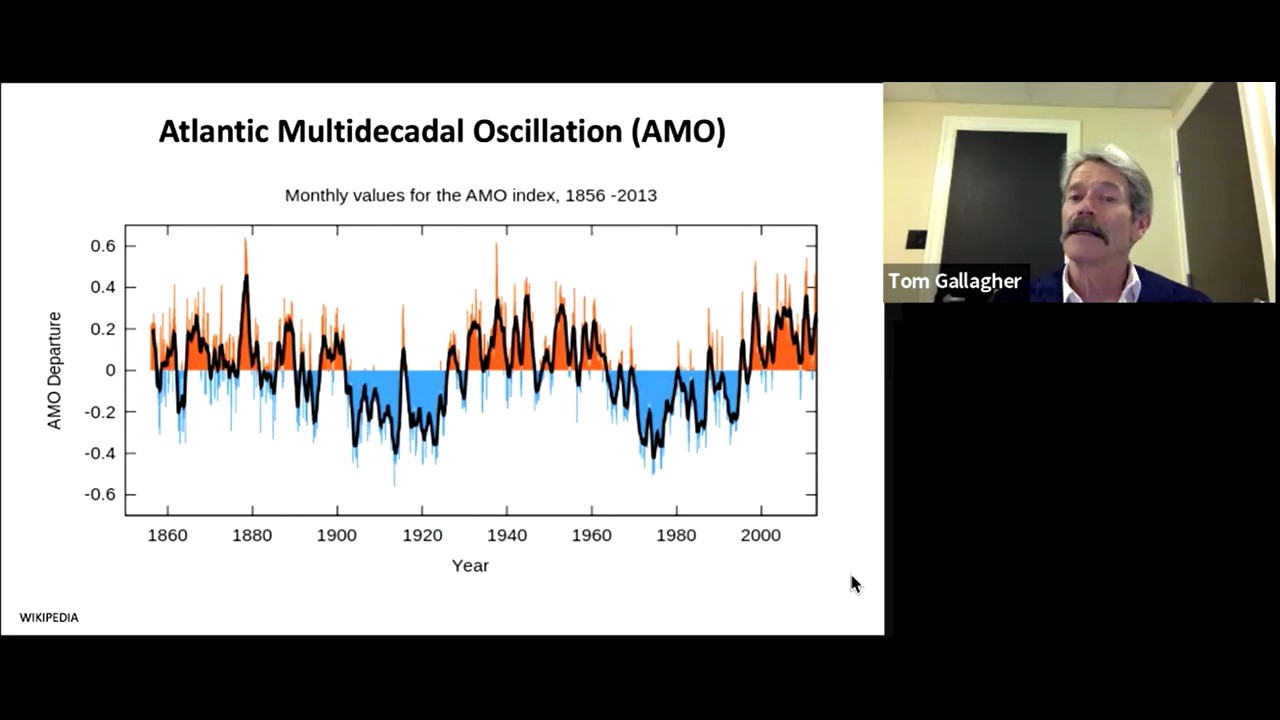 Atlantic Multidecadal Oscillation (AMO)
Monthly values for the AMO index, 1856 -2013
0.6
0.4
0.2
0
-0.2
-0.4
-0.6
AMO Departure
1860 1880 1900 1920 1940 1960 1980 2000
Year
WIKIPEDIA
Tom Gallagher